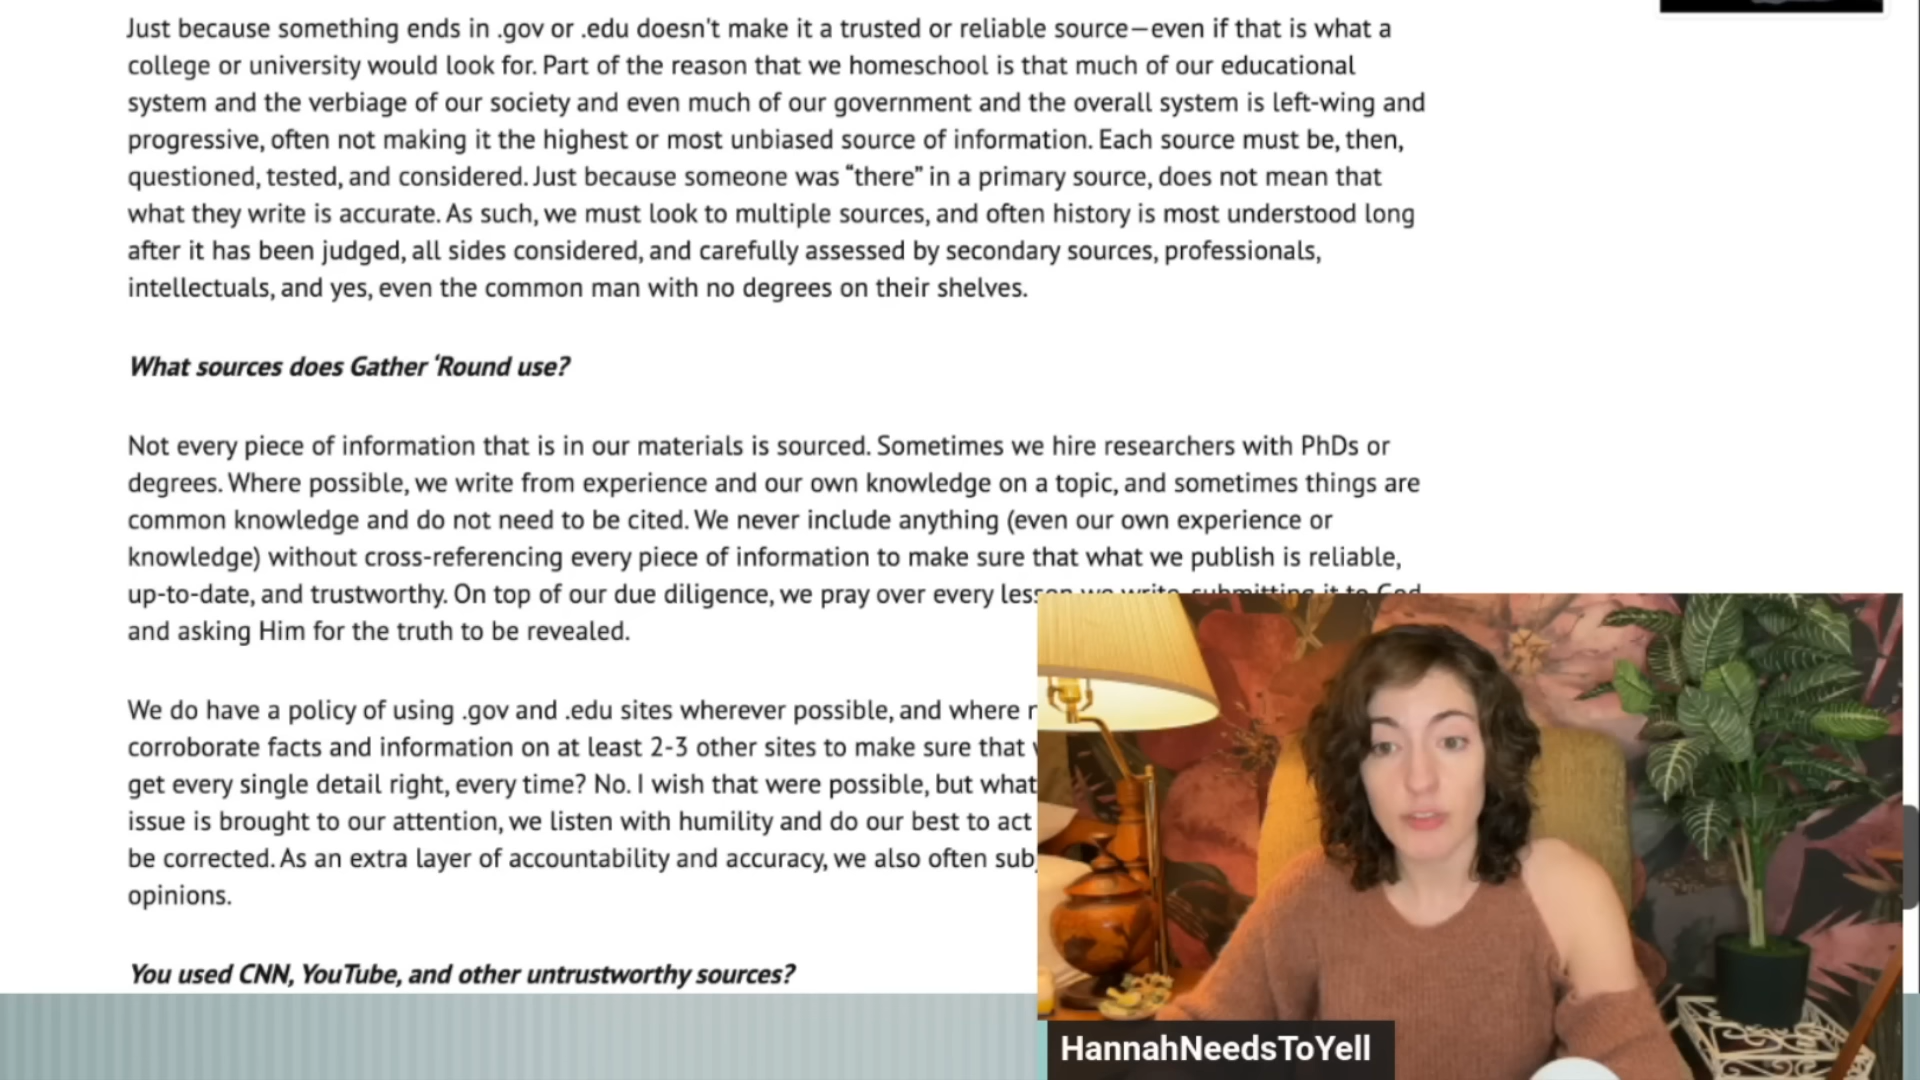 Just because something ends in .gov or .edu doesn't make it a trusted or reliable source—even if that is what a
college or university would look for. Part of the reason that we homeschool is that much of our educational
system and the verbiage of our society and even much of our government and the overall system is left-wing and
progressive, often not making it the highest or most unbiased source of information. Each source must be, then,
questioned, tested, and considered. Just because someone was “there” in a primary source, does not mean that
what they write is accurate. As such, we must look to multiple sources, and often history is most understood long
after it has been judged, all sides considered, and carefully assessed by secondary sources, professionals,
intellectuals, and yes, even the common man with no degrees on their shelves.
What sources does Gather ‘Round use?
Not every piece of information that is in our materials is sourced. Sometimes we hire researchers with PhDs or
degrees. Where possible, we write from experience and our own knowledge on a topic, and sometimes things are
common knowledge and do not need to be cited. We never include anything (even our own experience or
knowledge) without cross-referencing every piece of information to make sure that what we publish is reliable,
up-to-date, and trustworthy. On top of our due diligence, we pray over every lesson we write, submitting it to God
and asking Him for the truth to be revealed.
We do have a policy of using .gov and .edu sites wherever possible, and where
corroborate facts and information on at least 2-3 other sites to make sure that
get every single detail right, every time? No. I wish that were possible, but what
issue is brought to our attention, we listen with humility and do our best to act
be corrected. As an extra layer of accountability and accuracy, we also often
opinions.
You used CNN, YouTube, and other untrustworthy sources?
HannahNeedsToYell